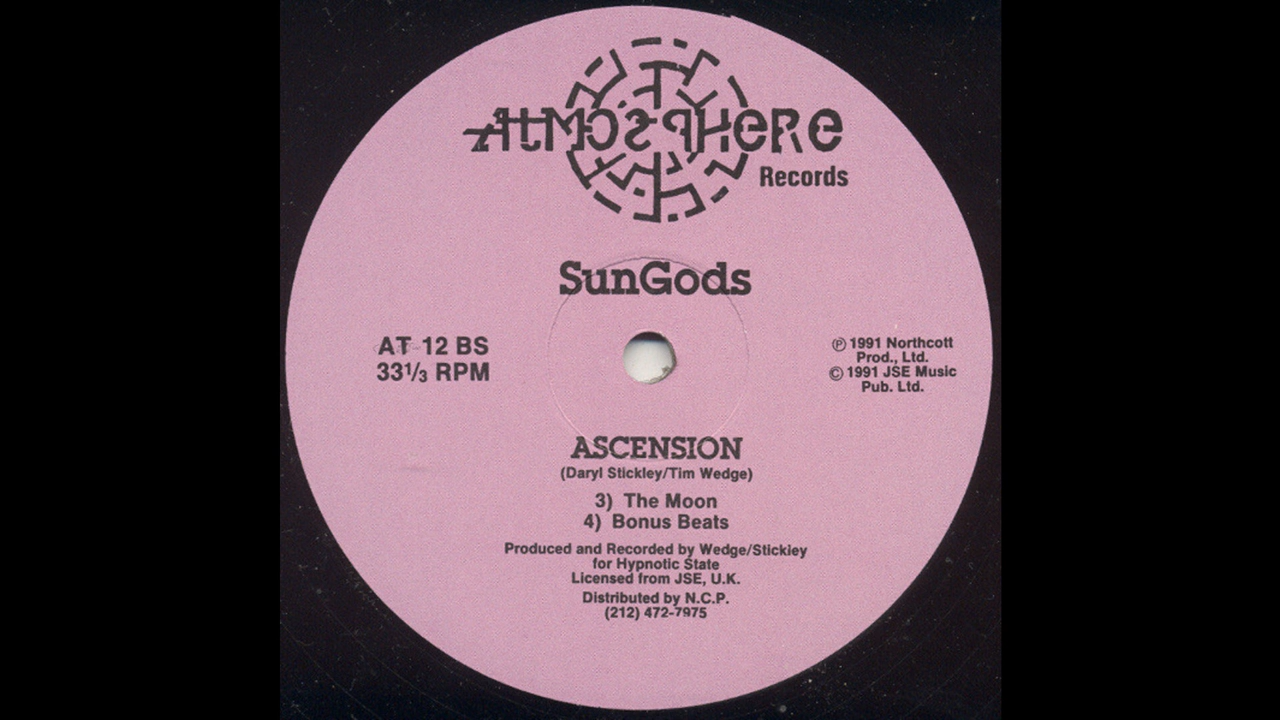 AtMOSPHERE
Records
SunGods
AT 12 BS
33 1/3 RPM
℗ 1991 Northcott
Prod., Ltd.
© 1991 JSE Music
Pub. Ltd.
ASCENSION
(Daryl Stickley/Tim Wedge)
3) The Moon
4) Bonus Beats
Produced and Recorded by Wedge/Stickley
for Hypnotic State
Licensed from JSE, U.K.
Distributed by N.C.P.
(212) 472-7975